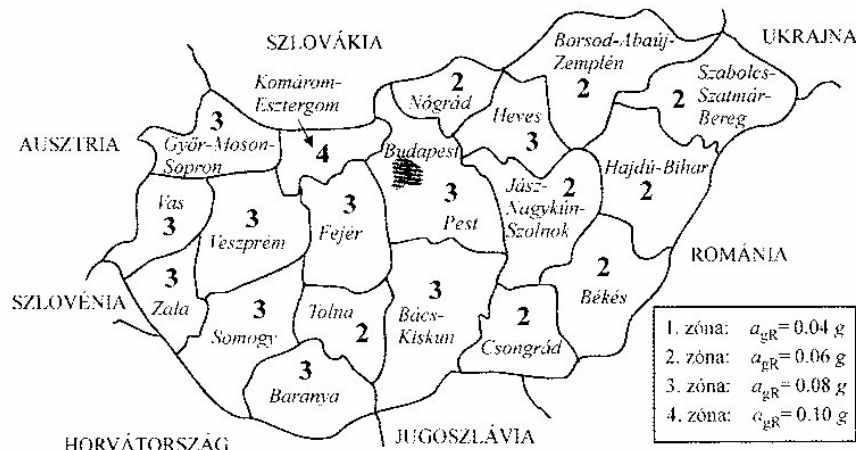 SZLOVÁKIA
UKRAJNA
Borsod-Abaúj-
Zemplén
2
Komárom-
Esztergom
4
2
Nógrád
2
Szabolcs-
Szatmár-
Bereg
Heves
3
AUSZTRIA
3
Győr-Moson-
Sopron
Budapest
3
Pest
Jász-
Nagykún-
Szolnok
2
Hajdú-Bihar
2
Vas
3
3
Veszprém
3
Fejér
ROMÁNIA
SZLOVÉNIA
3
Zala
3
Somogy
Tolna
2
3
Bács-
Kiskun
2
Csongrád
2
Békés
3
Baranya
HORVÁTORSZÁG
JUGOSZLÁVIA
1. zóna: agR= 0.04 g
2. zóna: agR= 0.06 g
3. zóna: agR= 0.08 g
4. zóna: agR= 0.10 g